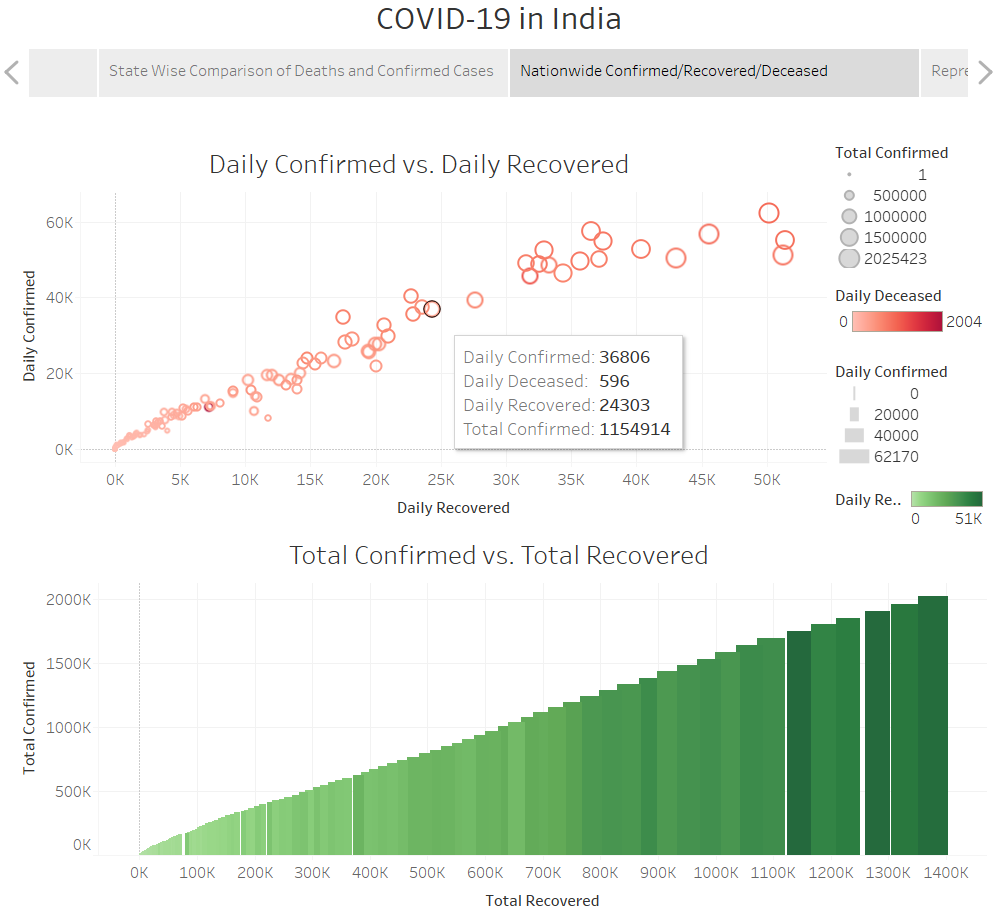 COVID-19 in India
State Wise Comparison of Deaths and Confirmed Cases
Nationwide Confirmed/Recovered/Deceased
Repre
Daily Confirmed vs. Daily Recovered
Daily Confirmed
60K
40K
20K
0K
0K 5K 10K 15K 20K 25K 30K 35K 40K 45K 50K
Daily Recovered
Daily Confirmed: 36806
Daily Deceased: 596
Daily Recovered: 24303
Total Confirmed: 1154914
Total Confirmed
1
500000
1000000
1500000
2025423
Daily Deceased
0 2004
Daily Confirmed
0
20000
40000
62170
Daily Re..
0 51K
Total Confirmed vs. Total Recovered
Total Confirmed
2000K
1500K
1000K
500K
0K
0K 100K 200K 300K 400K 500K 600K 700K 800K 900K 1000K 1100K 1200K 1300K 1400K
Total Recovered